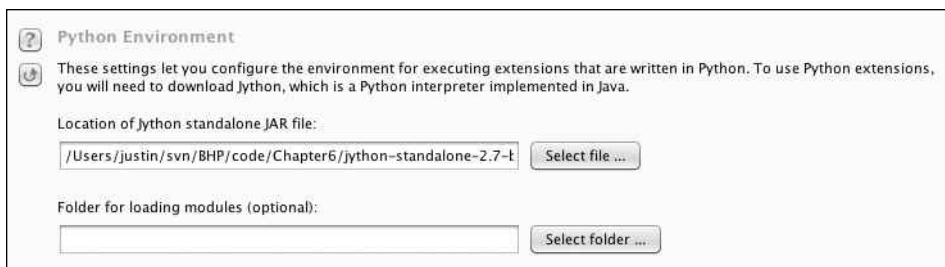 Python Environment
These settings let you configure the environment for executing extensions that are written in Python. To use Python extensions,
you will need to download Jython, which is a Python interpreter implemented in Java.
Location of Jython standalone JAR file:
/Users/justin/svn/BHP/code/Chapter6/jython-standalone-2.7-b Select file ...
Folder for loading modules (optional):
Select folder ...